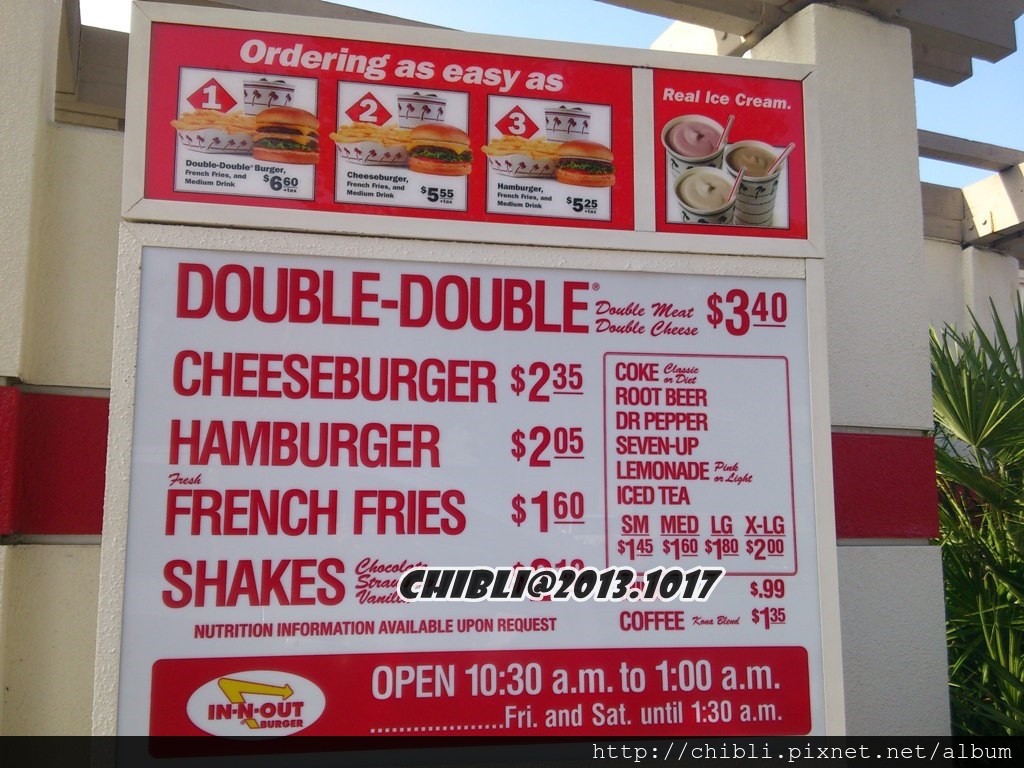 Ordering as easy as
1
Double-Double® Burger,
French Fries, and
Medium Drink
$6 60
+tax
2
Cheeseburger,
French Fries, and
Medium Drink
$5 55
+tax
3
Hamburger,
French Fries, and
Medium Drink
$5 25
+tax
Real Ice Cream.
DOUBLE-DOUBLE® Double Meat Double Cheese $3 40
CHEESEBURGER $2 35
HAMBURGER $2 05
Fresh
FRENCH FRIES $1 60
SHAKES
NUTRITION INFORMATION AVAILABLE UPON REQUEST
COKE Classic or Diet
ROOT BEER
DR PEPPER
SEVEN-UP
LEMONADE Pink or Light
ICED TEA
SM MED LG X-LG
$1 45 $1 60 $1 80 $2 00
$.99
COFFEE Kona Blend $1 35
CHIBLI@2013.1017
IN-N-OUT
BURGER
OPEN 10:30 a.m. to 1:00 a.m.
..................Fri. and Sat. until 1:30 a.m.
http://chibli.pixnet.net/album